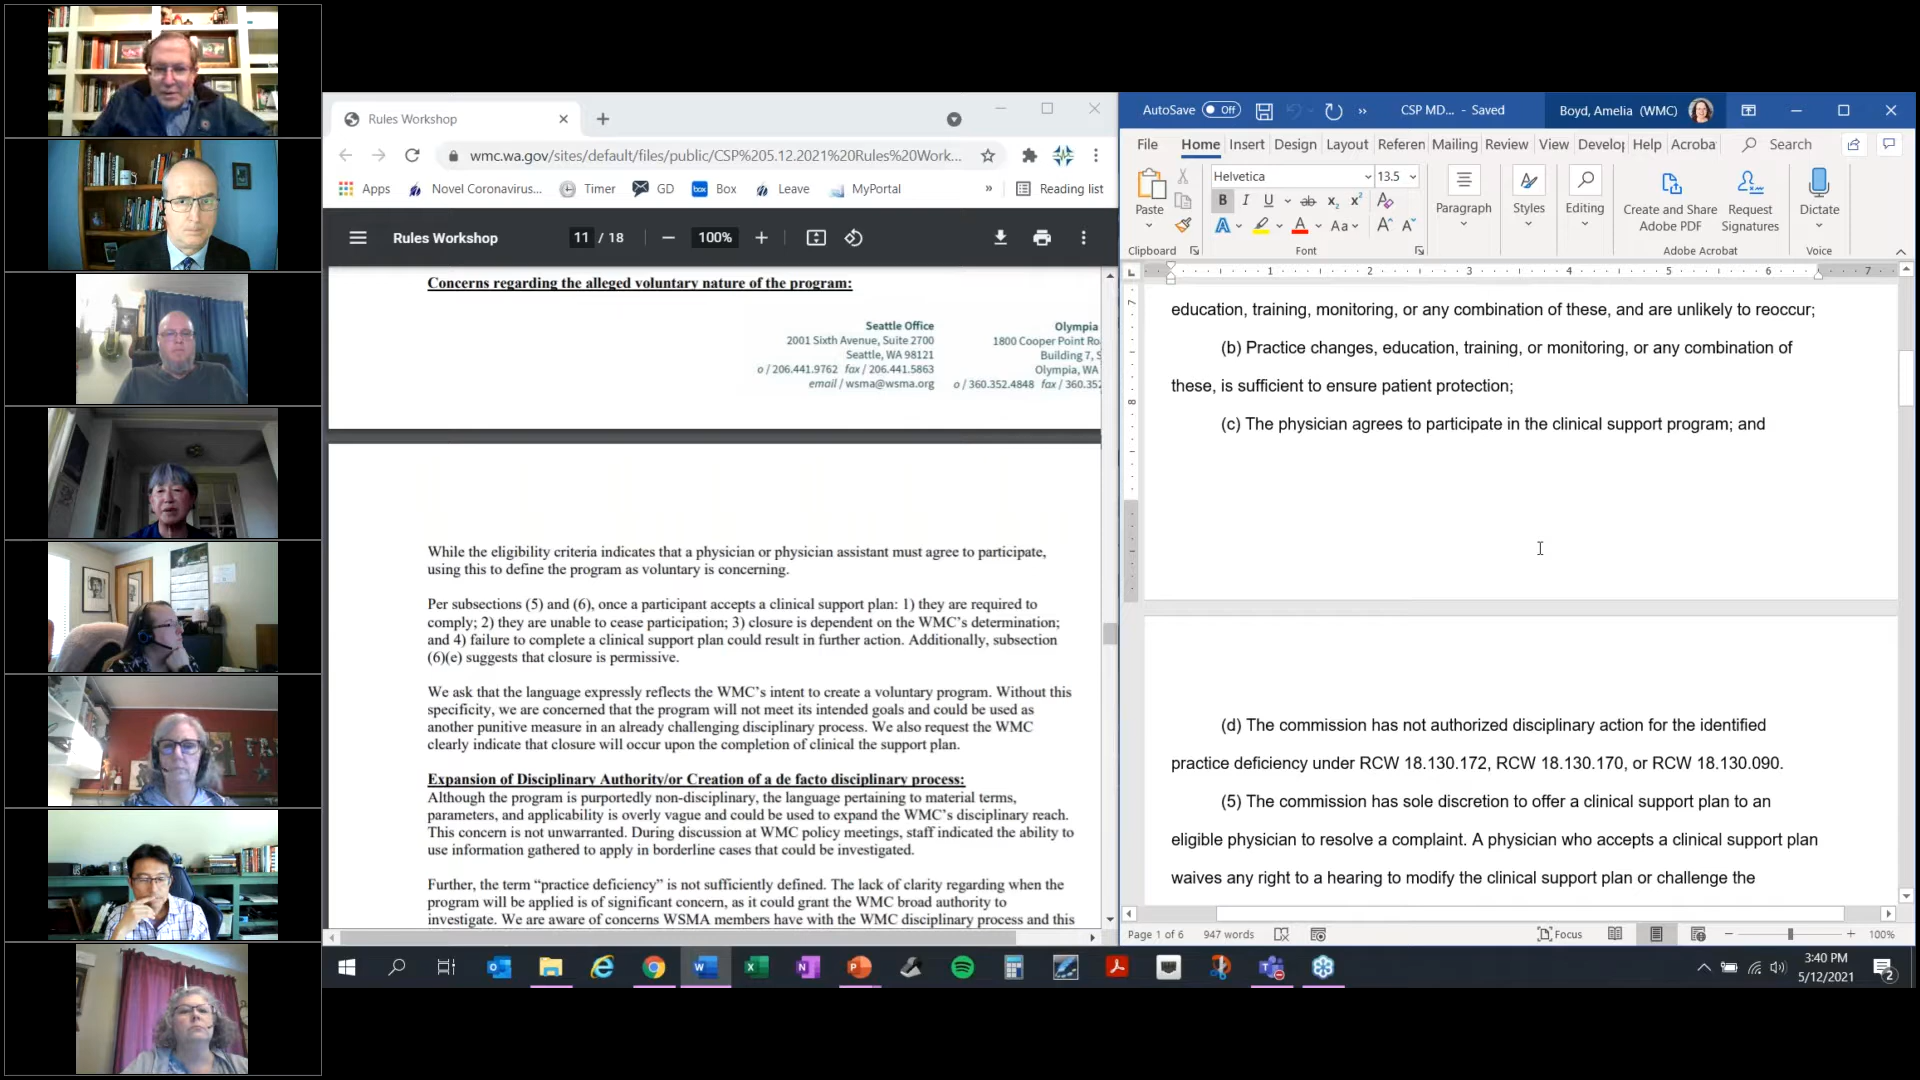 Rules Workshop
wmc.wa.gov/sites/default/files/public/CSP%205.12.2021%20Rules%20Work...
Apps
Novel Coronavirus...
Timer
GD
box
Box
Leave
MyPortal
»
Reading list
Rules Workshop
11 / 18
100%
Concerns regarding the alleged voluntary nature of the program:
Seattle Office
2001 Sixth Avenue, Suite 2700
Seattle, WA 98121
o / 206.441.9762 fax / 206.441.5863
email / wsma@wsma.org
Olympia
1800 Cooper Point Ro
Building 7, S
Olympia, WA
o / 360.352.4848 fax / 360.352
While the eligibility criteria indicates that a physician or physician assistant must agree to participate,
using this to define the program as voluntary is concerning.
Per subsections (5) and (6), once a participant accepts a clinical support plan: 1) they are required to
comply; 2) they are unable to cease participation; 3) closure is dependent on the WMC's determination;
and 4) failure to complete a clinical support plan could result in further action. Additionally, subsection
(6)(e) suggests that closure is permissive.
We ask that the language expressly reflects the WMC's intent to create a voluntary program. Without this
specificity, we are concerned that the program will not meet its intended goals and could be used as
another punitive measure in an already challenging disciplinary process. We also request the WMC
clearly indicate that closure will occur upon the completion of clinical the support plan.
Expansion of Disciplinary Authority/or Creation of a de facto disciplinary process:
Although the program is purportedly non-disciplinary, the language pertaining to material terms,
parameters, and applicability is overly vague and could be used to expand the WMC's disciplinary reach.
This concern is not unwarranted. During discussion at WMC policy meetings, staff indicated the ability to
use information gathered to apply in borderline cases that could be investigated.
Further, the term "practice deficiency" is not sufficiently defined. The lack of clarity regarding when the
program will be applied is of significant concern, as it could grant the WMC broad authority to
investigate. We are aware of concerns WSMA members have with the WMC disciplinary process and this
AutoSave Off
CSP MD... - Saved
Boyd, Amelia (WMC)
File Home Insert Design Layout Referen Mailing Review View Develo Help Acroba Search
Helvetica 13.5
Paste
Clipboard
Font
Paragraph
Styles
Editing
Create and Share
Adobe PDF
Request
Signatures
Adobe Acrobat
Dictate
Voice
1 2 3 4 5 6 7
education, training, monitoring, or any combination of these, and are unlikely to reoccur;
(b) Practice changes, education, training, or monitoring, or any combination of
these, is sufficient to ensure patient protection;
(c) The physician agrees to participate in the clinical support program; and
(d) The commission has not authorized disciplinary action for the identified
practice deficiency under RCW 18.130.172, RCW 18.130.170, or RCW 18.130.090.
(5) The commission has sole discretion to offer a clinical support plan to an
eligible physician to resolve a complaint. A physician who accepts a clinical support plan
waives any right to a hearing to modify the clinical support plan or challenge the
Page 1 of 6
947 words
Focus
100%
3:40 PM
5/12/2021
2